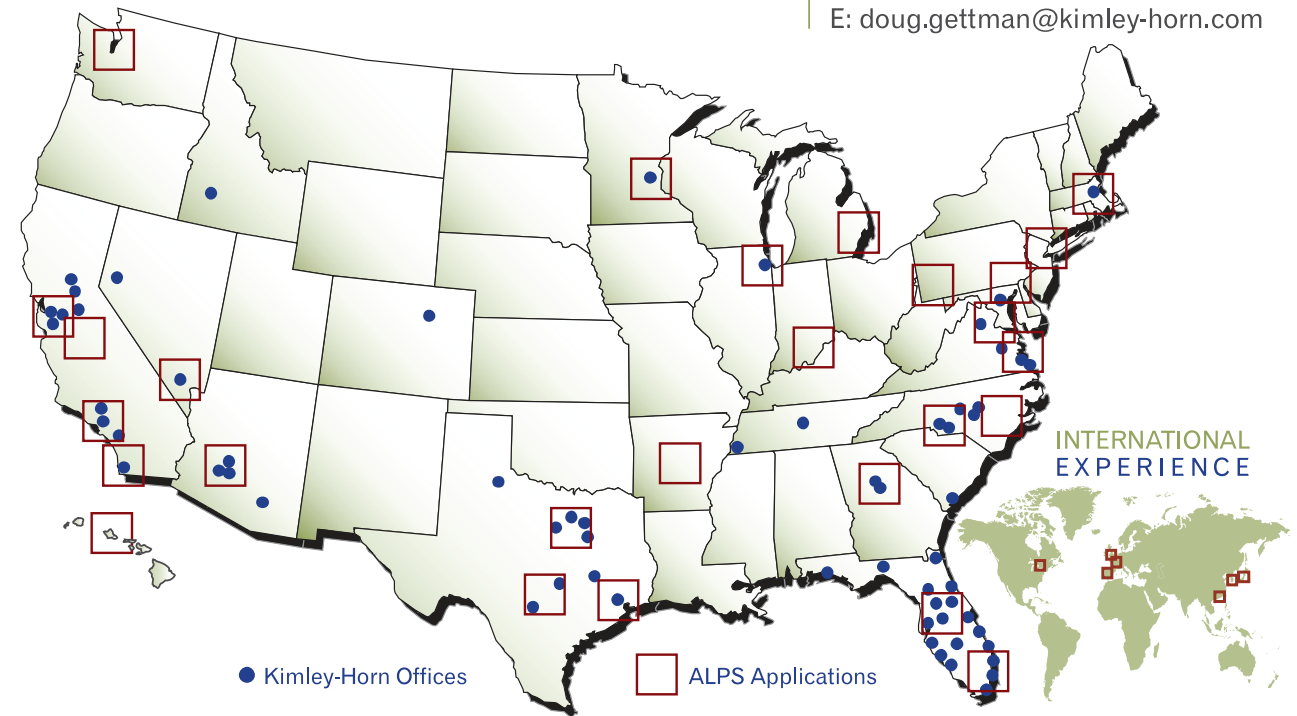 E: doug.gettman@kimley-horn.com
INTERNATIONAL
EXPERIENCE
Kimley-Horn Offices
ALPS Applications